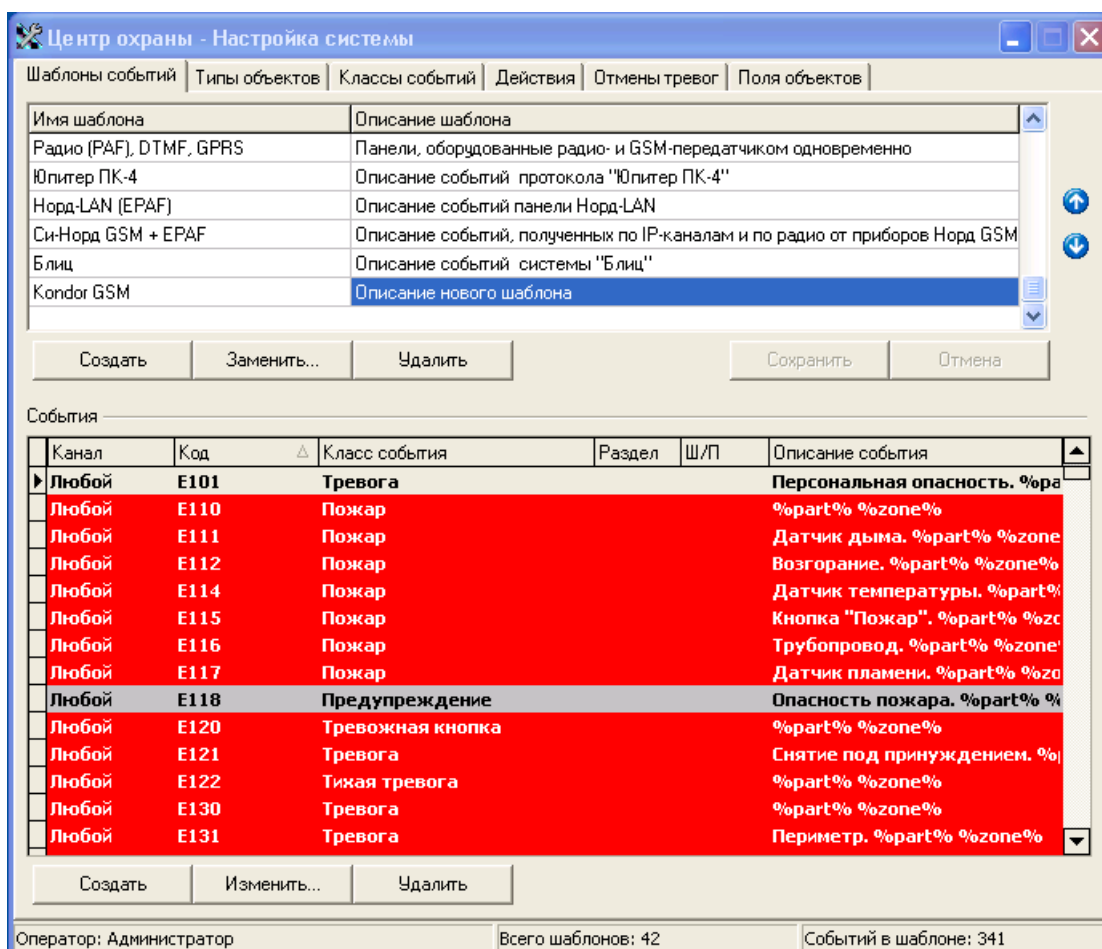 Центр охраны - Настройка системы
Шаблоны событий Типы объектов Классы событий Действия Отмены тревог Поля объектов
Имя шаблона Описание шаблона
Радио (PAF), DTMF, GPRS Панели, оборудованные радио- и GSM-передатчиком одновременно
Юпитер ПК-4 Описание событий протокола "Юпитер ПК-4"
Норд-LAN (EPAF) Описание событий панели Норд-LAN
Си-Норд GSM + EPAF Описание событий, полученных по IP-каналам и по радио от приборов Норд GSM
Блиц Описание событий системы "Блиц"
Kondor GSM Описание нового шаблона
Создать Заменить... Удалить Сохранить Отмена
События
Канал Код Класс события Раздел Ш/П Описание события
Любой E101 Тревога Персональная опасность. %pa
Любой E110 Пожар %part% %zone%
Любой E111 Пожар Датчик дыма. %part% %zone
Любой E112 Пожар Возгорание. %part% %zone%
Любой E114 Пожар Датчик температуры. %part%
Любой E115 Пожар Кнопка "Пожар". %part% %zo
Любой E116 Пожар Трубопровод. %part% %zone
Любой E117 Пожар Датчик пламени. %part% %zo
Любой E118 Предупреждение Опасность пожара. %part% %
Любой E120 Тревожная кнопка %part% %zone%
Любой E121 Тревога Снятие под принуждением. %
Любой E122 Тихая тревога %part% %zone%
Любой E130 Тревога %part% %zone%
Любой E131 Тревога Периметр. %part% %zone%
Создать Изменить... Удалить
Оператор: Администратор Всего шаблонов: 42 Событий в шаблоне: 341